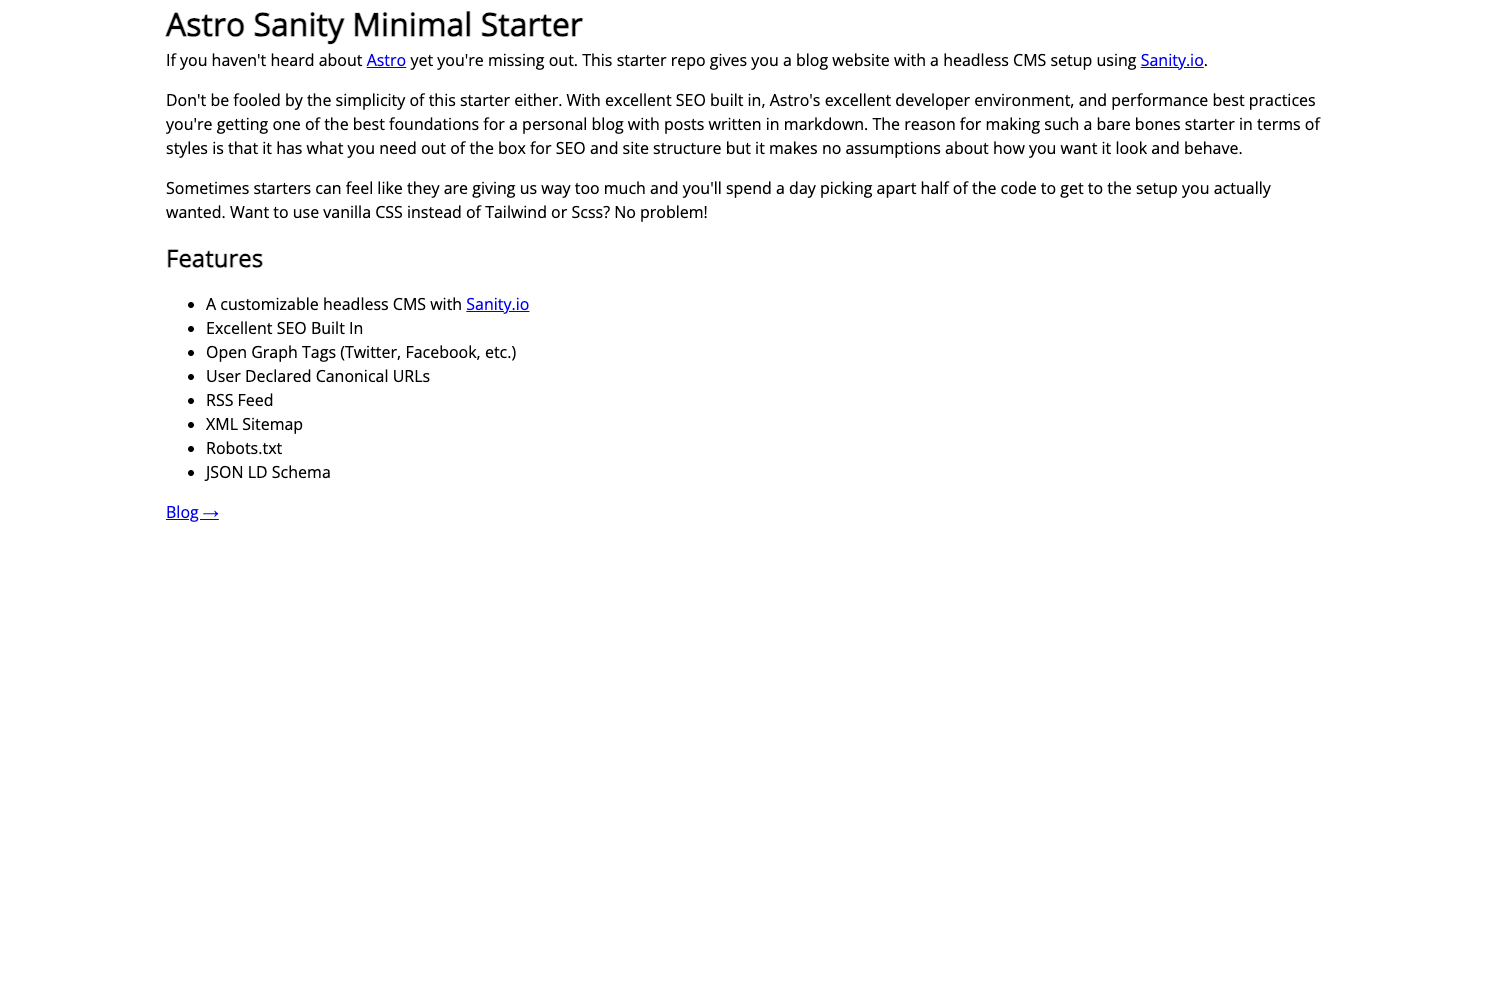 Astro Sanity Minimal Starter
If you haven't heard about Astro yet you're missing out. This starter repo gives you a blog website with a headless CMS setup using Sanity.io.
Don't be fooled by the simplicity of this starter either. With excellent SEO built in, Astro's excellent developer environment, and performance best practices
you're getting one of the best foundations for a personal blog with posts written in markdown. The reason for making such a bare bones starter in terms of
styles is that it has what you need out of the box for SEO and site structure but it makes no assumptions about how you want it look and behave.
Sometimes starters can feel like they are giving us way too much and you'll spend a day picking apart half of the code to get to the setup you actually
wanted. Want to use vanilla CSS instead of Tailwind or Scss? No problem!
Features
• A customizable headless CMS with Sanity.io
• Excellent SEO Built In
• Open Graph Tags (Twitter, Facebook, etc.)
• User Declared Canonical URLs
• RSS Feed
• XML Sitemap
• Robots.txt
• JSON LD Schema
Blog →